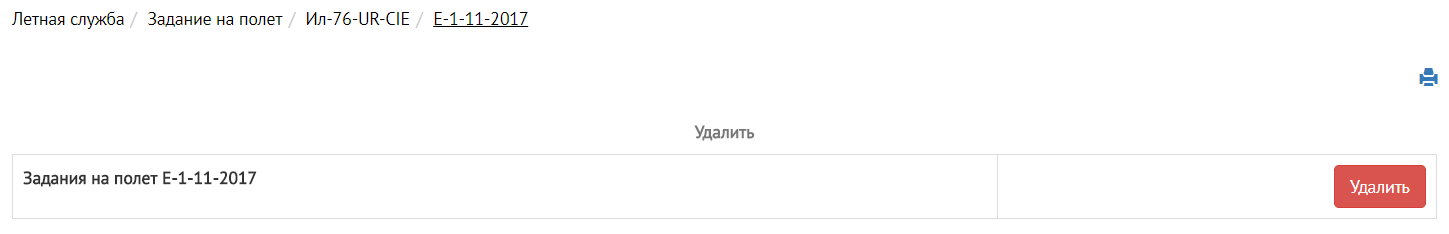 Летная служба / Задание на полет / Ил-76-UR-CIE / Е-1-11-2017
Удалить
Задания на полет Е-1-11-2017
Удалить